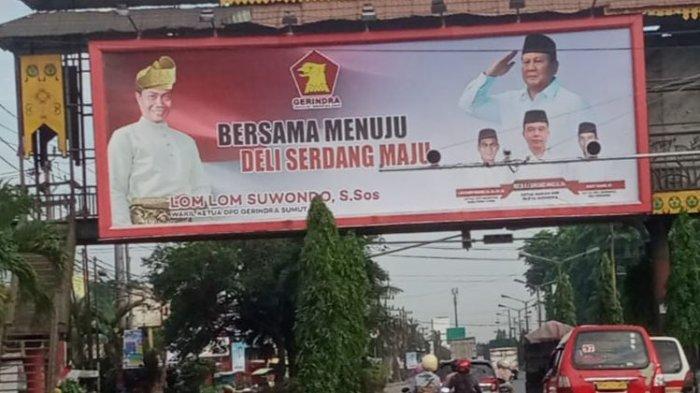 GERINDRA
BERSAMA MENUJU
DELI SERDANG MAJU
LOM LOM SUWONDO, S.Sos
WAKIL KETUA DPD GERINDRA SUMUT